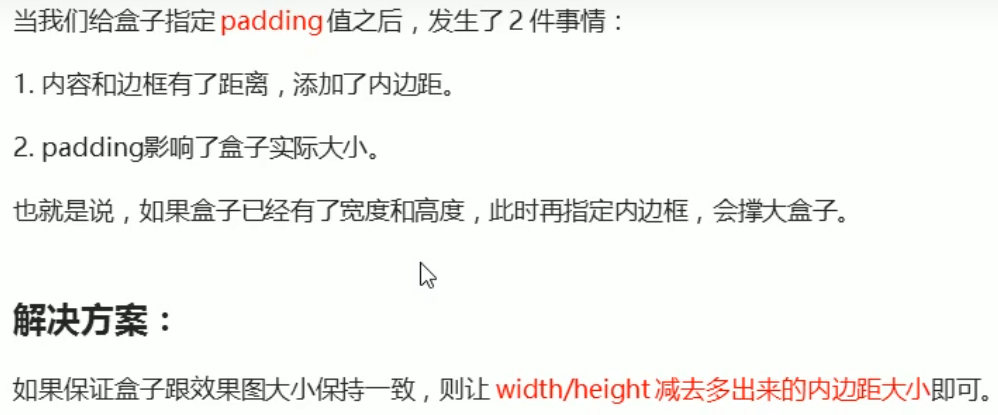 当我们给盒子指定 padding 值之后，发生了 2 件事情：
1. 内容和边框有了距离，添加了内边距。
2. padding影响了盒子实际大小。
也就是说，如果盒子已经有了宽度和高度，此时再指定内边框，会撑大盒子。
解决方案：
如果保证盒子跟效果图大小保持一致，则让 width/height 减去多出来的内边距大小即可。